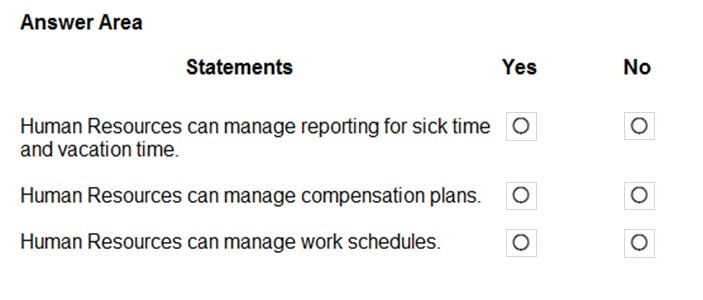 Answer Area
Statements Yes No
Human Resources can manage reporting for sick time
and vacation time.
Human Resources can manage compensation plans.
Human Resources can manage work schedules.